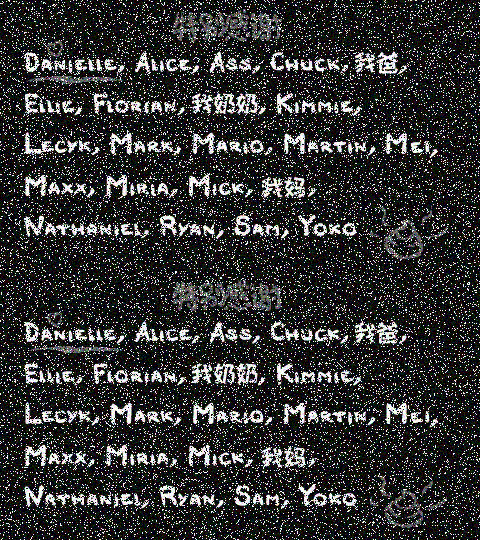 特别感谢
Danielle, Alice, Ass, Chuck, 我爸,
Ellie, Florian, 我奶奶, Kimmie,
Lecyk, Mark, Mario, Martin, Mei,
Maxx, Miria, Mick, 我妈,
Nathaniel, Ryan, Sam, Yoko
特别感谢
Danielle, Alice, Ass, Chuck, 我爸,
Ellie, Florian, 我奶奶, Kimmie,
Lecyk, Mark, Mario, Martin, Mei,
Maxx, Miria, Mick, 我妈,
Nathaniel, Ryan, Sam, Yoko